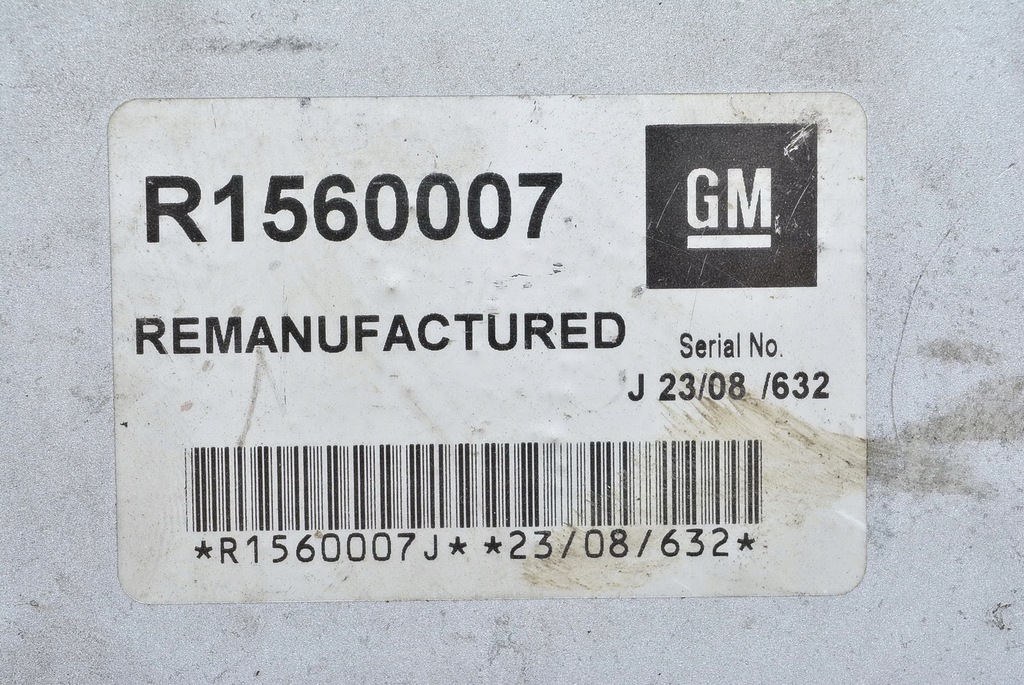 R1560007
GM
REMANUFACTURED
Serial No.
J 23/08 /632
*R1560007J* *23/08/632*